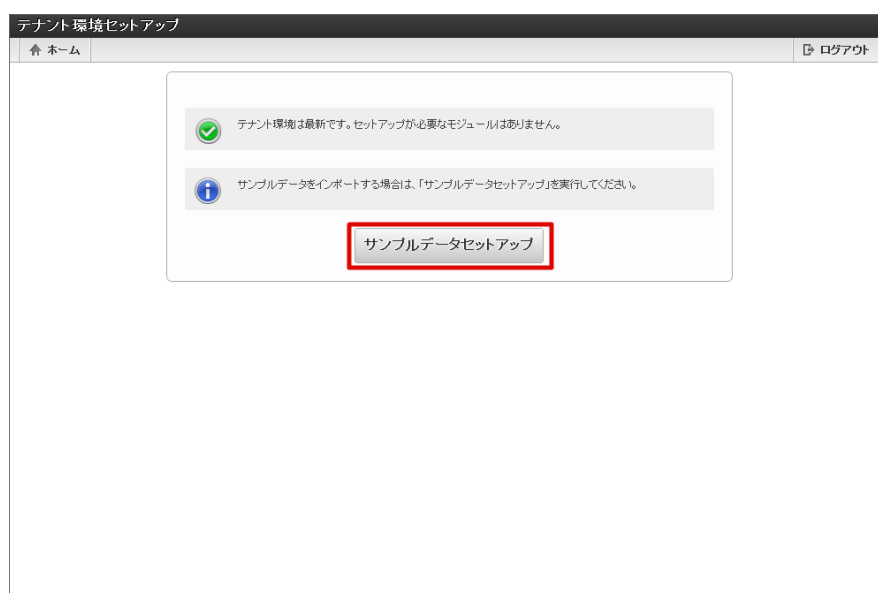 テナント環境セットアップ
ホーム
ログアウト
テナント環境は最新です。セットアップが必要なモジュールはありません。
サンプルデータをインポートする場合は、「サンプルデータセットアップ」を実行してください。
サンプルデータセットアップ